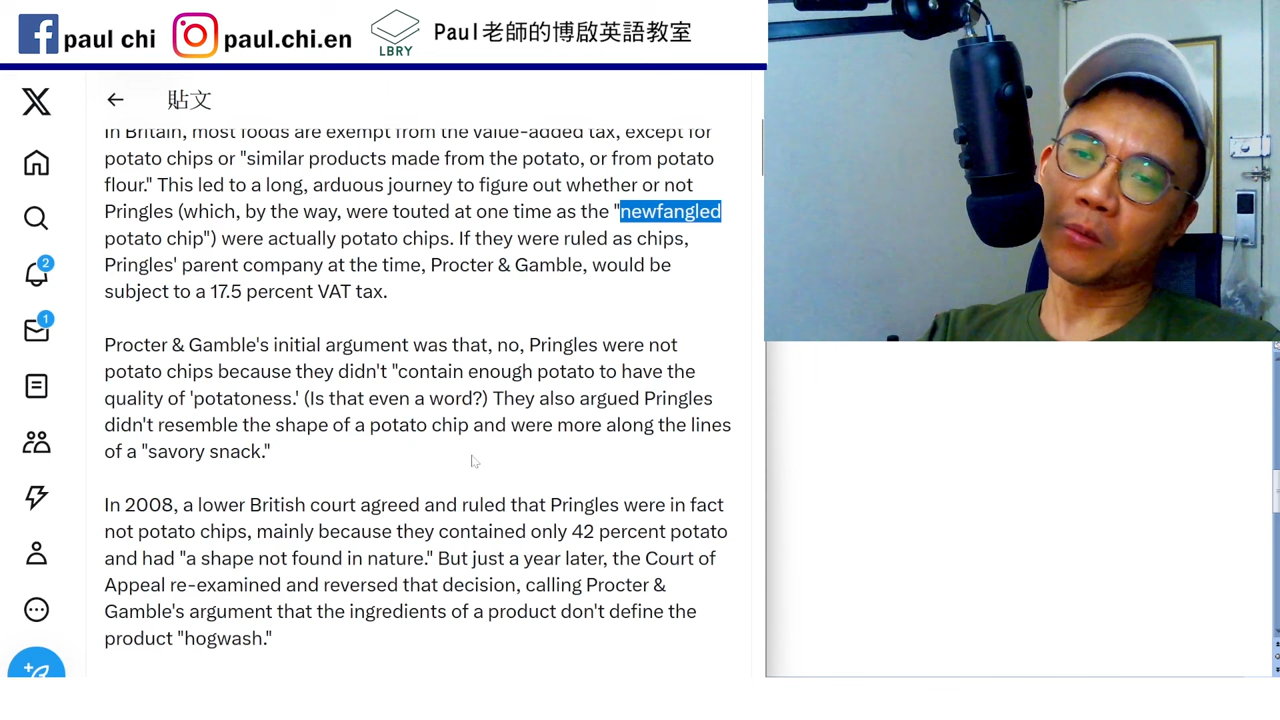 paul chi
paul.chi.en
LBRY
Paul老師的博啟英語教室
貼文
In Britain, most foods are exempt from the value-added tax, except for
potato chips or "similar products made from the potato, or from potato
flour." This led to a long, arduous journey to figure out whether or not
Pringles (which, by the way, were touted at one time as the "newfangled
potato chip") were actually potato chips. If they were ruled as chips,
Pringles' parent company at the time, Procter & Gamble, would be
subject to a 17.5 percent VAT tax.
Procter & Gamble's initial argument was that, no, Pringles were not
potato chips because they didn't "contain enough potato to have the
quality of 'potatoness.' (Is that even a word?) They also argued Pringles
didn't resemble the shape of a potato chip and were more along the lines
of a "savory snack."
In 2008, a lower British court agreed and ruled that Pringles were in fact
not potato chips, mainly because they contained only 42 percent potato
and had "a shape not found in nature." But just a year later, the Court of
Appeal re-examined and reversed that decision, calling Procter &
Gamble's argument that the ingredients of a product don't define the
product "hogwash."
2
1